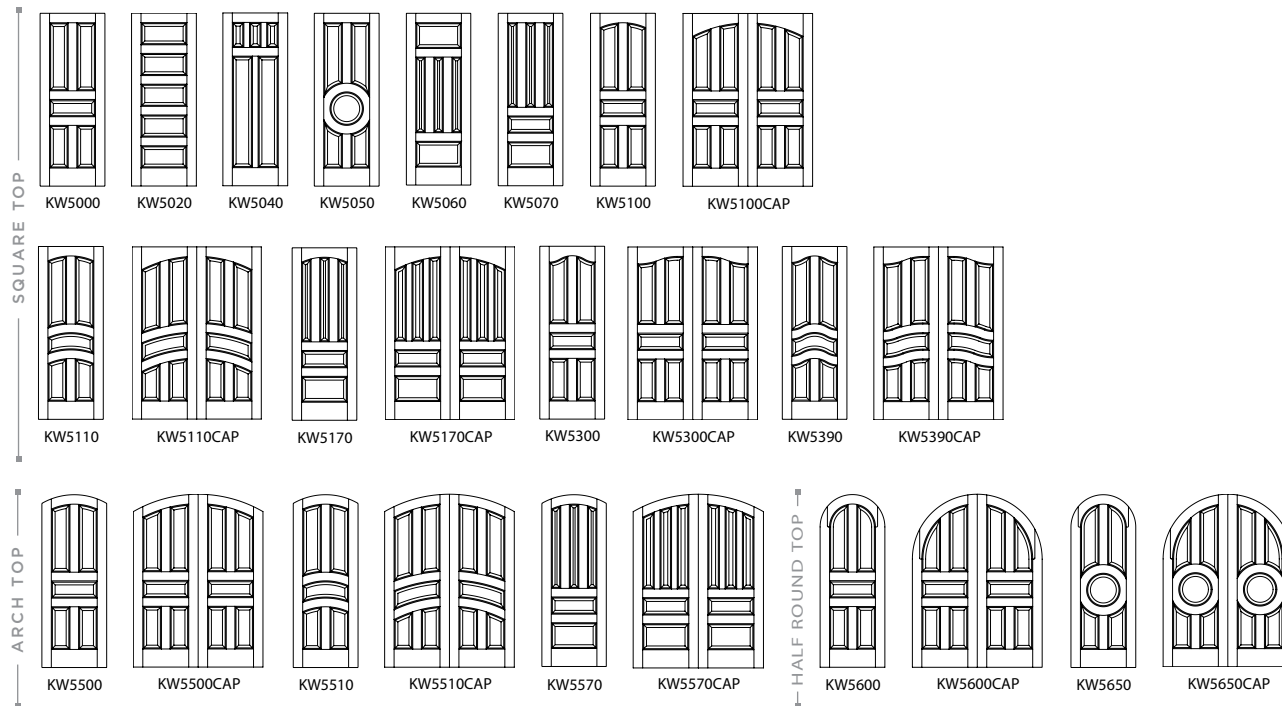 SQUARE TOP
KW5000 KW5020 KW5040 KW5050 KW5060 KW5070 KW5100 KW5100CAP
KW5110 KW5110CAP KW5170 KW5170CAP KW5300 KW5300CAP KW5390 KW5390CAP
ARCH TOP
KW5500 KW5500CAP KW5510 KW5510CAP KW5570 KW5570CAP
HALF ROUND TOP
KW5600 KW5600CAP KW5650 KW5650CAP